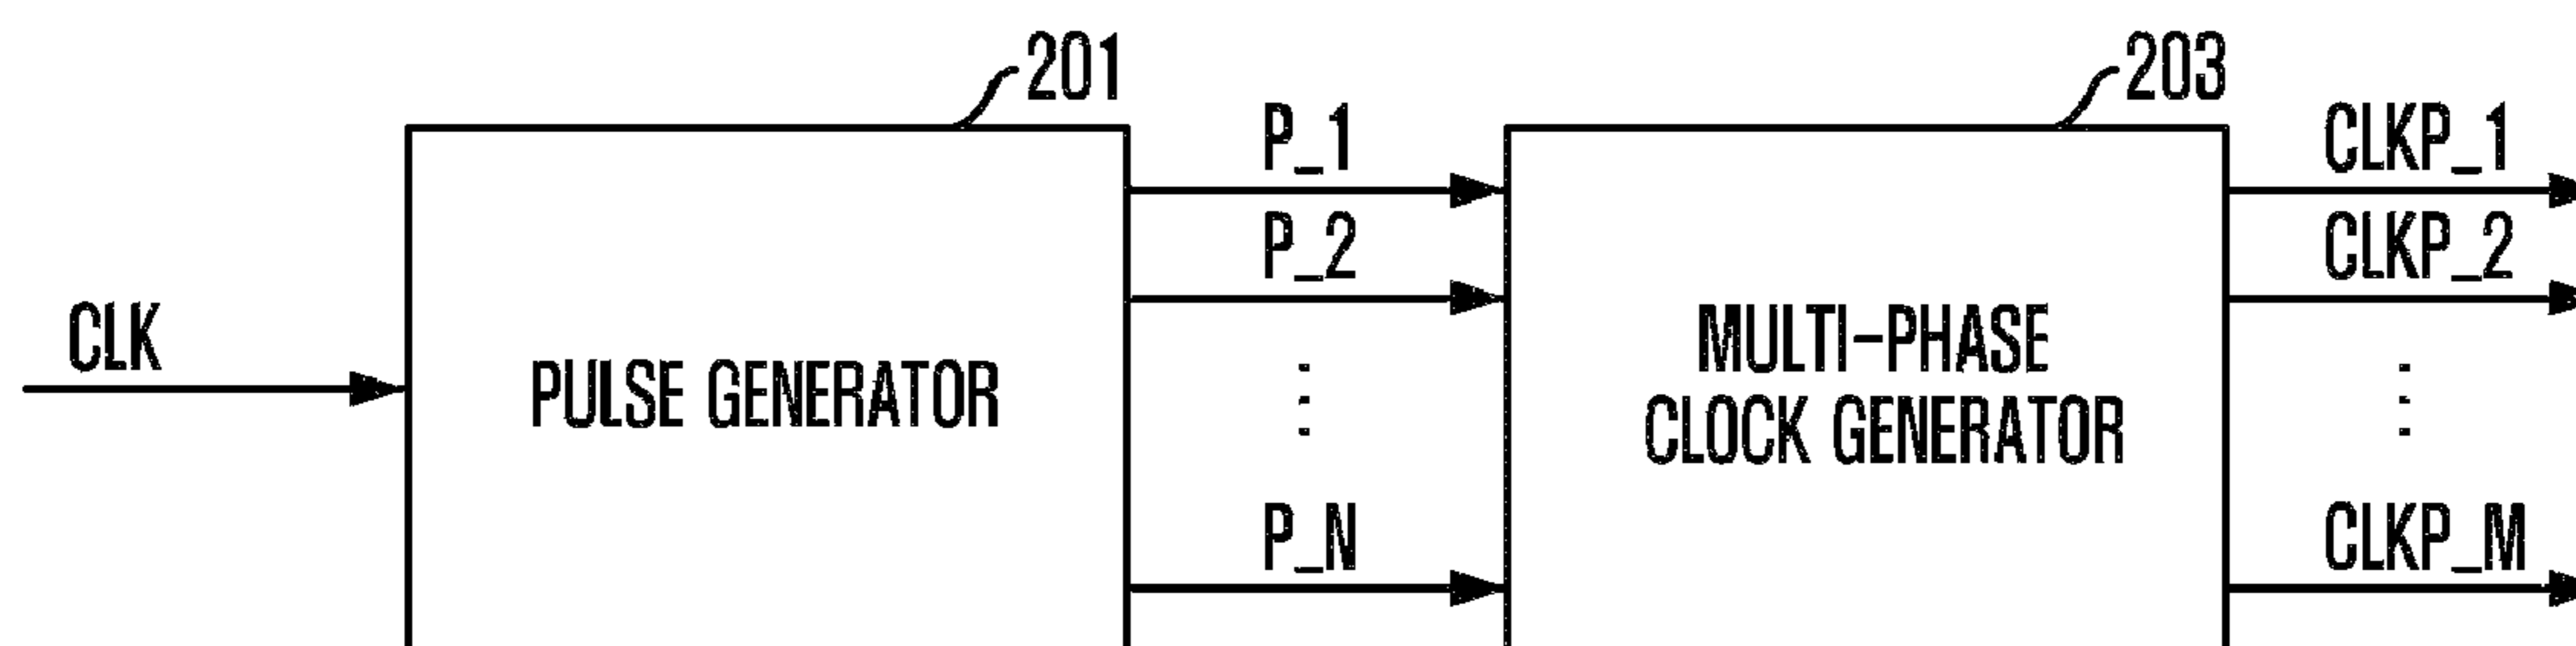 201
203
P_1
CLKP_1
P_2
CLKP_2
CLK
PULSE GENERATOR
MULTI-PHASE
CLOCK GENERATOR
P_N
CLKP_M